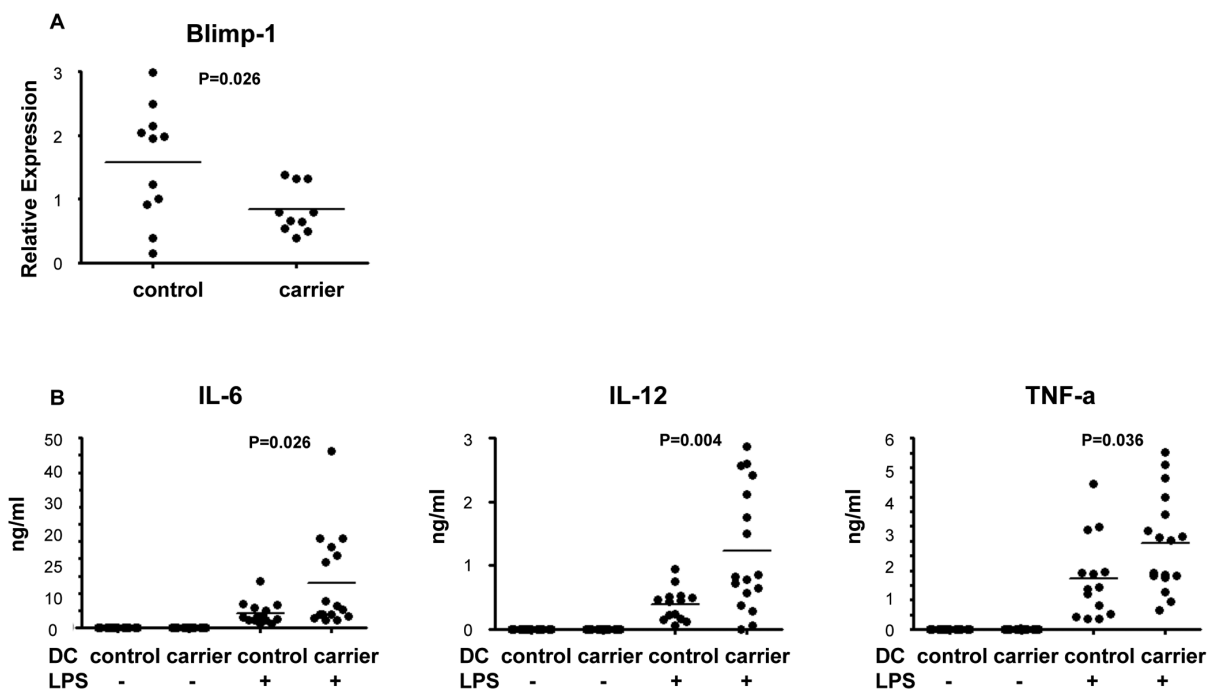 A
Blimp-1
P=0.026
Relative Expression
3
2
1
0
control carrier
B
IL-6
P=0.026
ng/ml
50
40
30
20
25
10
0
DC control carrier control carrier
LPS - - + +
IL-12
P=0.004
ng/ml
3
2
1
0
control carrier control carrier
- - + +
TNF-a
P=0.036
ng/ml
6
5
4
3
2
1
0
DC control carrier control carrier
LPS - - + +